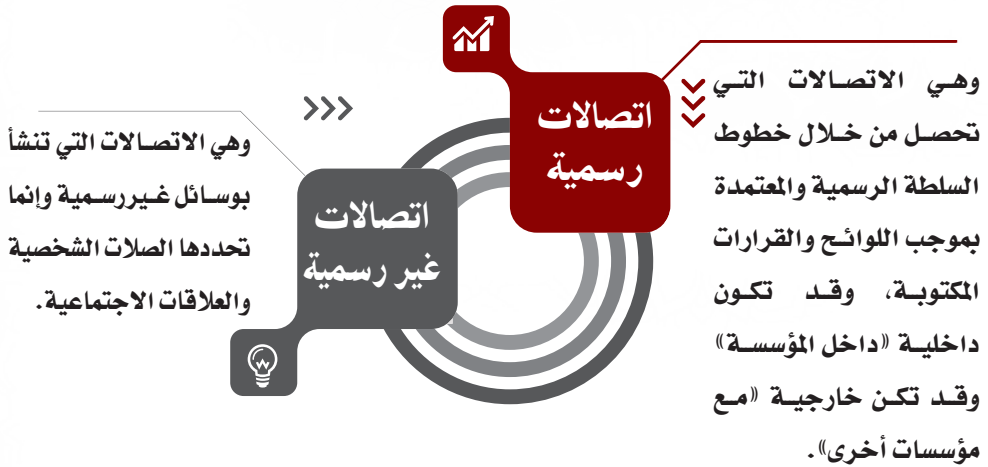 اتصالات
رسمية
وهي الاتصالات التي
تحصل من خلال خطوط
السلطة الرسمية والمعتمدة
بموجب اللوائح والقرارات
المكتوبة، وقد تكون
داخلية «داخل المؤسسة»
وقد تكن خارجية «مع
مؤسسات أخرى».
اتصالات
غير رسمية
وهي الاتصالات التي تنشأ
بوسائل غيررسمية وإنما
تحددها الصلات الشخصية
والعلاقات الاجتماعية.